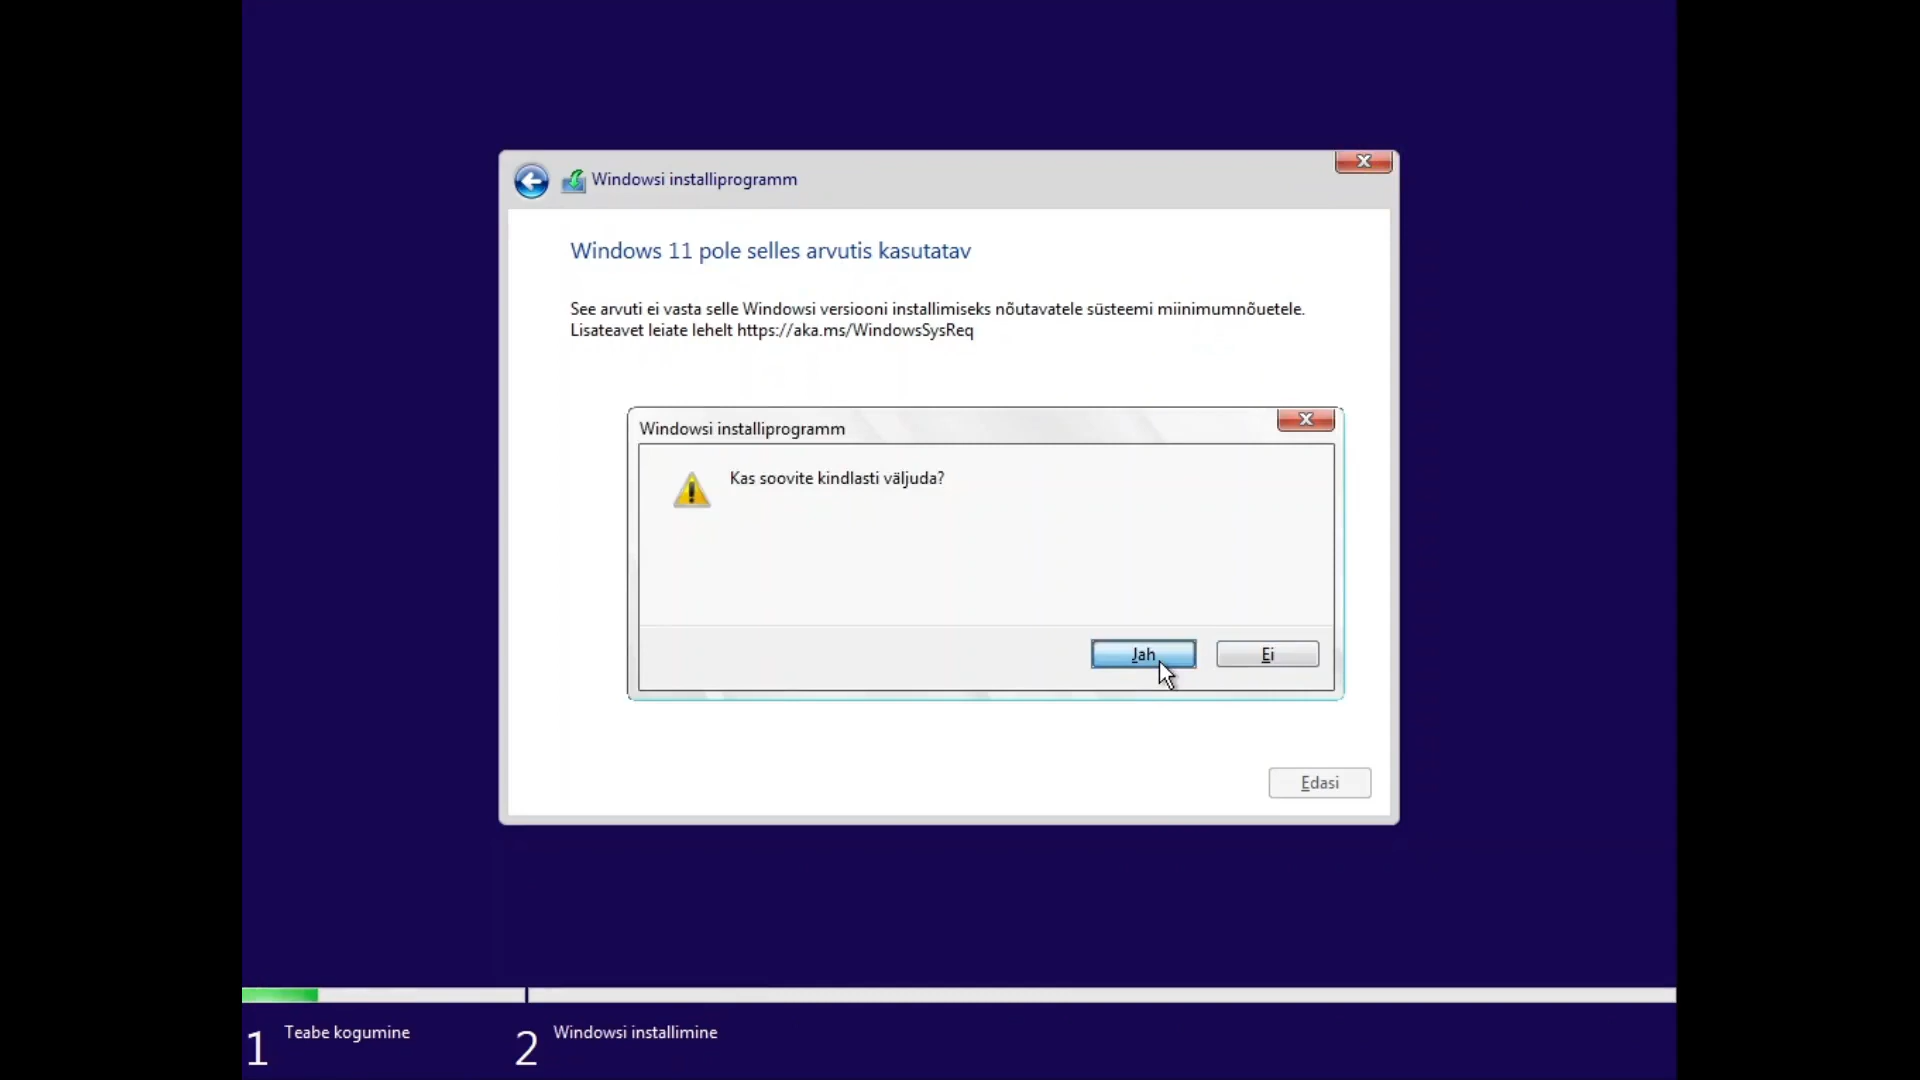 Windowsi installiprogramm
Windows 11 pole selles arvutis kasutatav
See arvuti ei vasta selle Windowsi versiooni installimiseks nõutavatele süsteemi miinimumnõuetele.
Lisateavet leiate lehelt https://aka.ms/WindowsSysReq
Windowsi installiprogramm
Kas soovite kindlasti väljuda?
Jah
Ei
Edasi
1 Teabe kogumine
2 Windowsi installimine